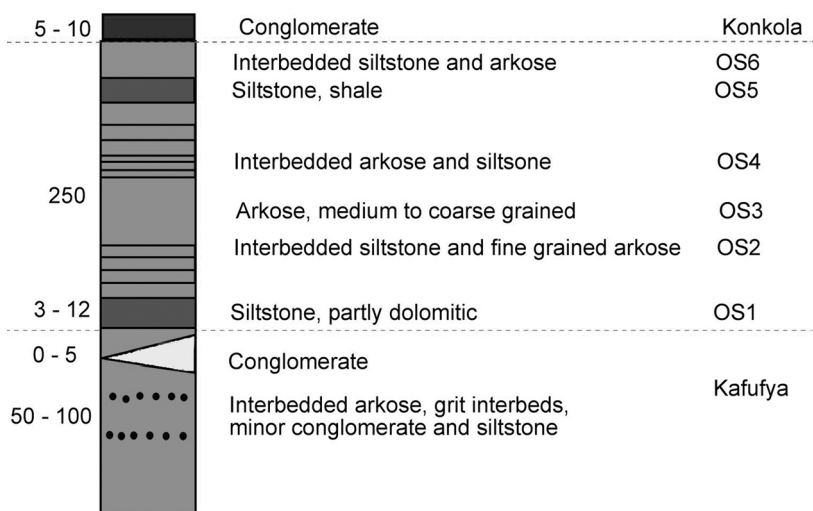 5 - 10 Conglomerate Konkola
Interbedded siltstone and arkose OS6
Siltstone, shale OS5
Interbedded arkose and siltsone OS4
250
Arkose, medium to coarse grained OS3
Interbedded siltstone and fine grained arkose OS2
3 - 12 Siltstone, partly dolomitic OS1
0 - 5 Conglomerate
Kafufya
50 - 100 Interbedded arkose, grit interbeds,
minor conglomerate and siltstone